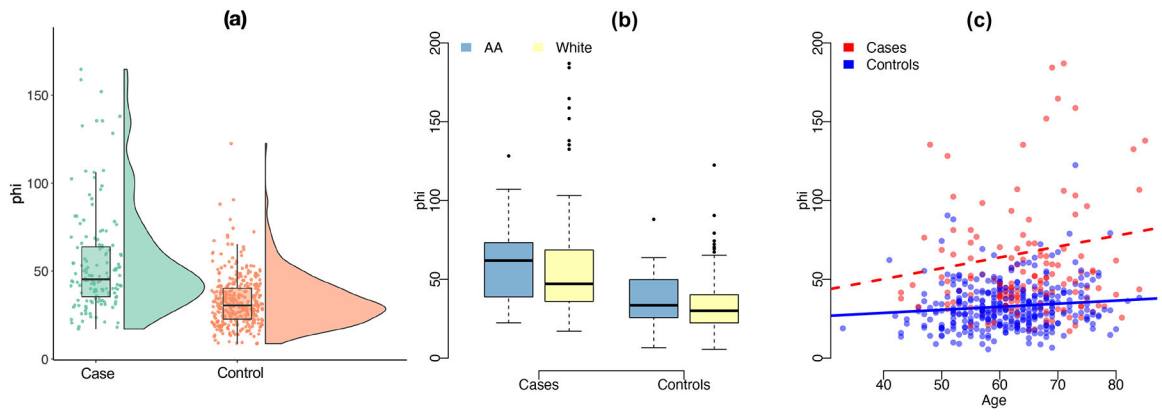 (a)
phi
150
100
50
0
Case Control
(b)
AA White
phi
200
150
100
50
0
Cases Controls
(c)
Cases
Controls
phi
200
150
100
50
0
40 50 60 70 80
Age